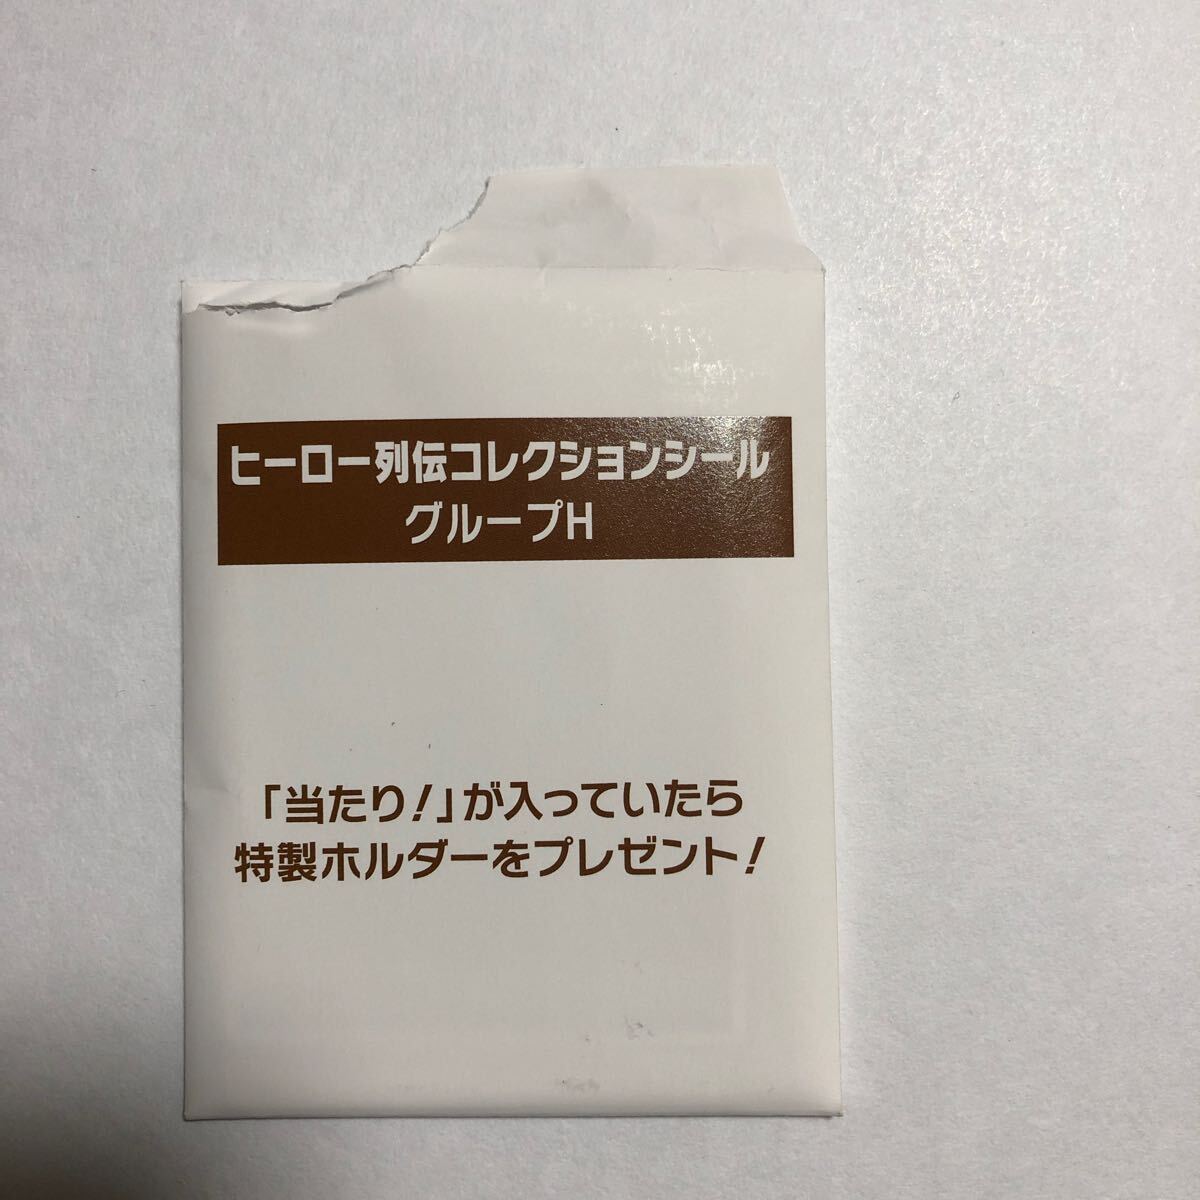 ヒーロー列伝コレクションシール
グループH
「当たり!」が入っていたら
特製ホルダーをプレゼント!